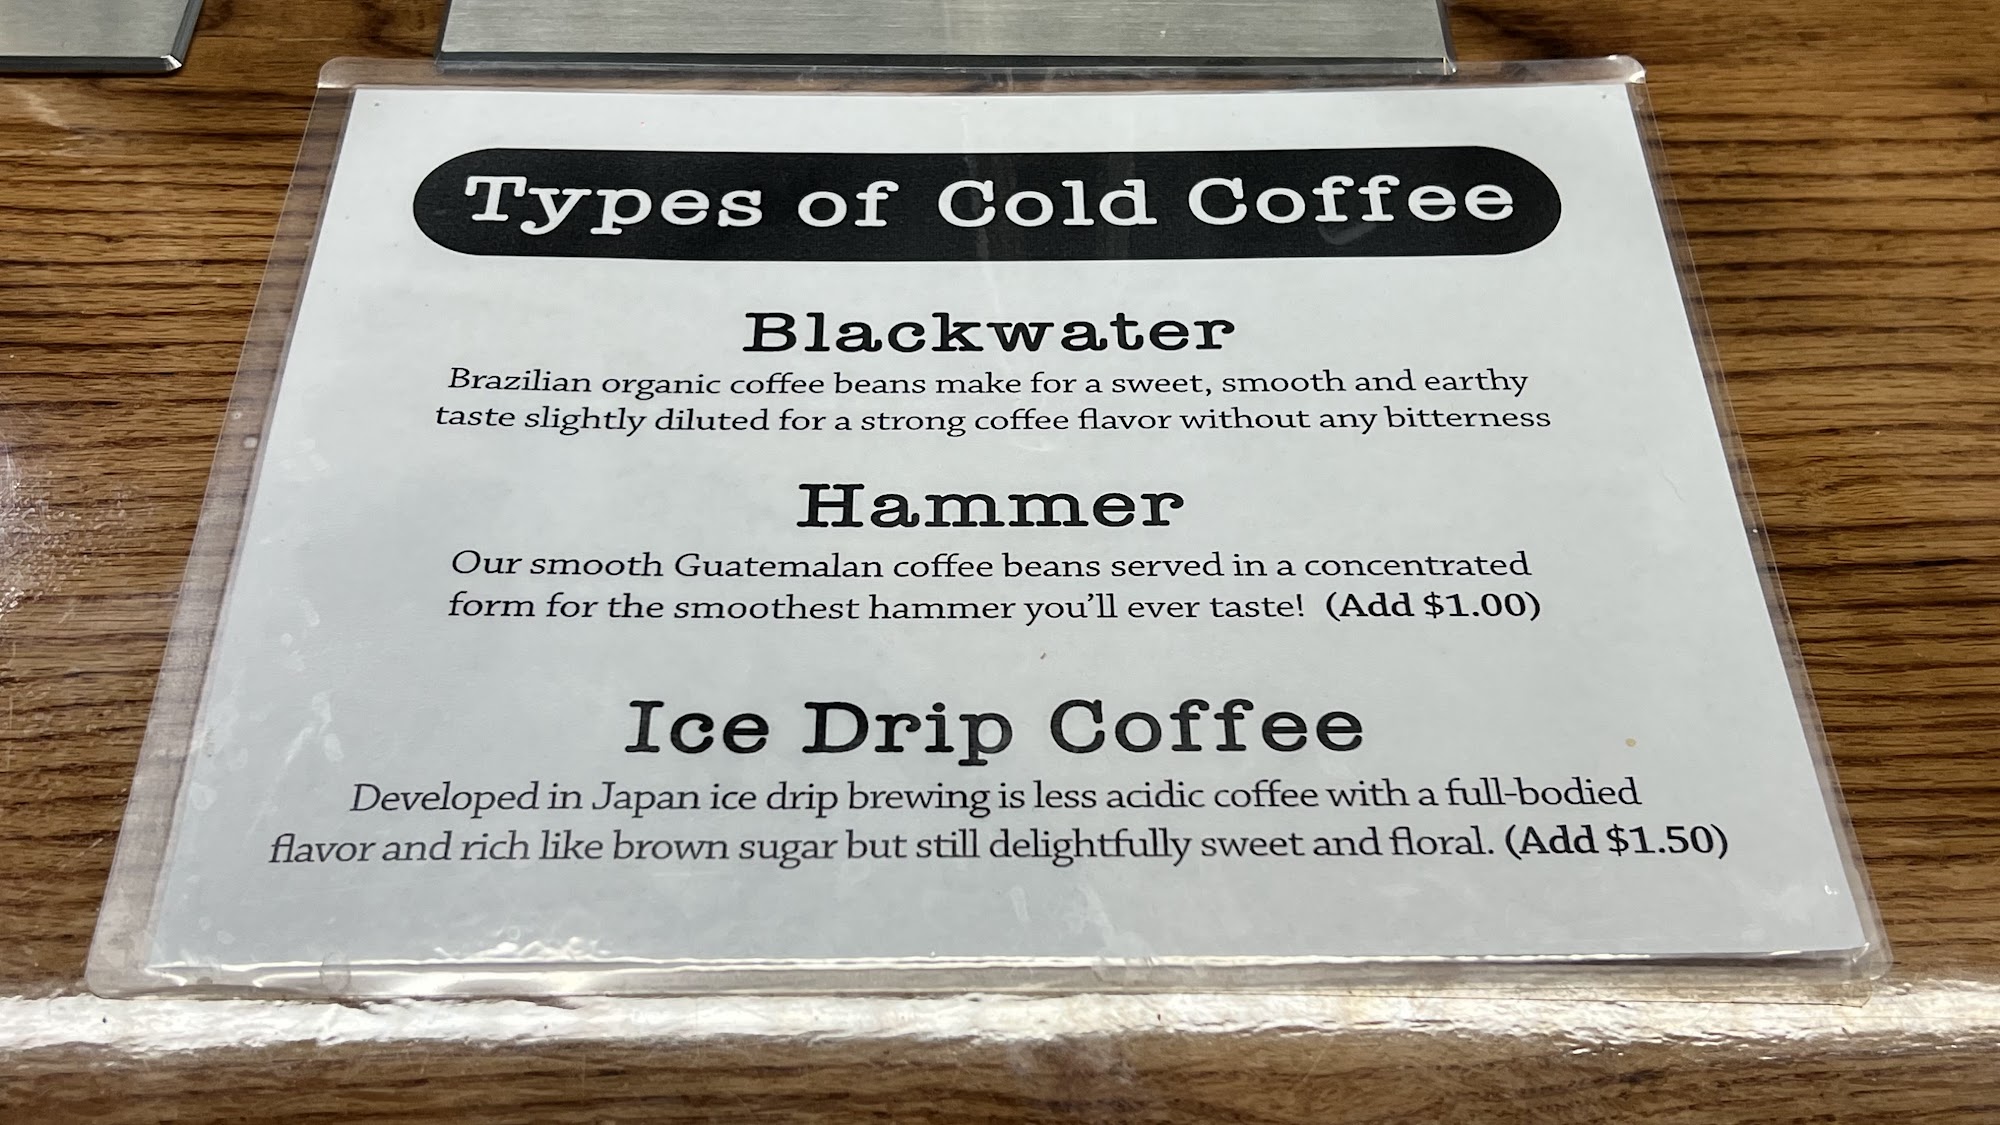 Types of Cold Coffee
Blackwater
Brazilian organic coffee beans make for a sweet, smooth and earthy
taste slightly diluted for a strong coffee flavor without any bitterness
Hammer
Our smooth Guatemalan coffee beans served in a concentrated
form for the smoothest hammer you’ll ever taste! (Add $1.00)
Ice Drip Coffee
Developed in Japan ice drip brewing is less acidic coffee with a full-bodied
flavor and rich like brown sugar but still delightfully sweet and floral. (Add $1.50)